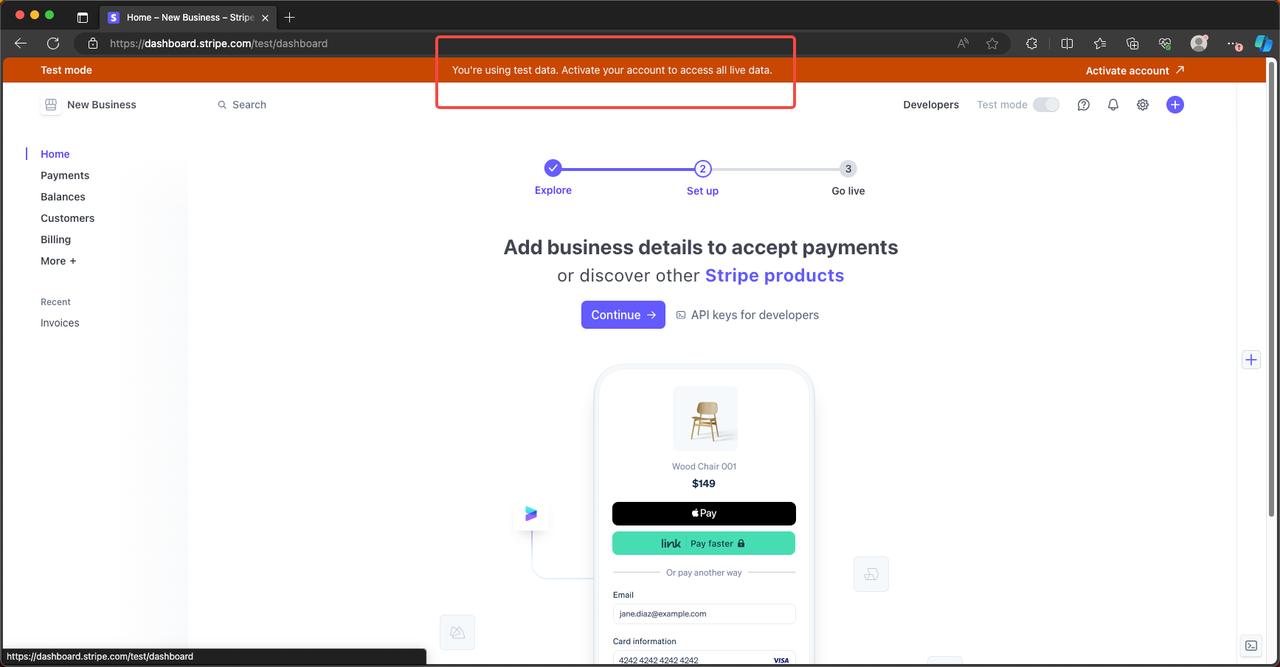 Home – New Business – Stripe
https://dashboard.stripe.com/test/dashboard
Test mode
You're using test data. Activate your account to access all live data.
Activate account
New Business
Search
Developers
Test mode
Home
Payments
Balances
Customers
Billing
More +
Recent
Invoices
2
3
Explore
Set up
Go live
Add business details to accept payments
or discover other Stripe products
Continue →
API keys for developers
Wood Chair 001
$149
Pay
link Pay faster
Or pay another way
Email
jane.diaz@example.com
Card information
4242 4242 4242 4242 VISA
https://dashboard.stripe.com/test/dashboard